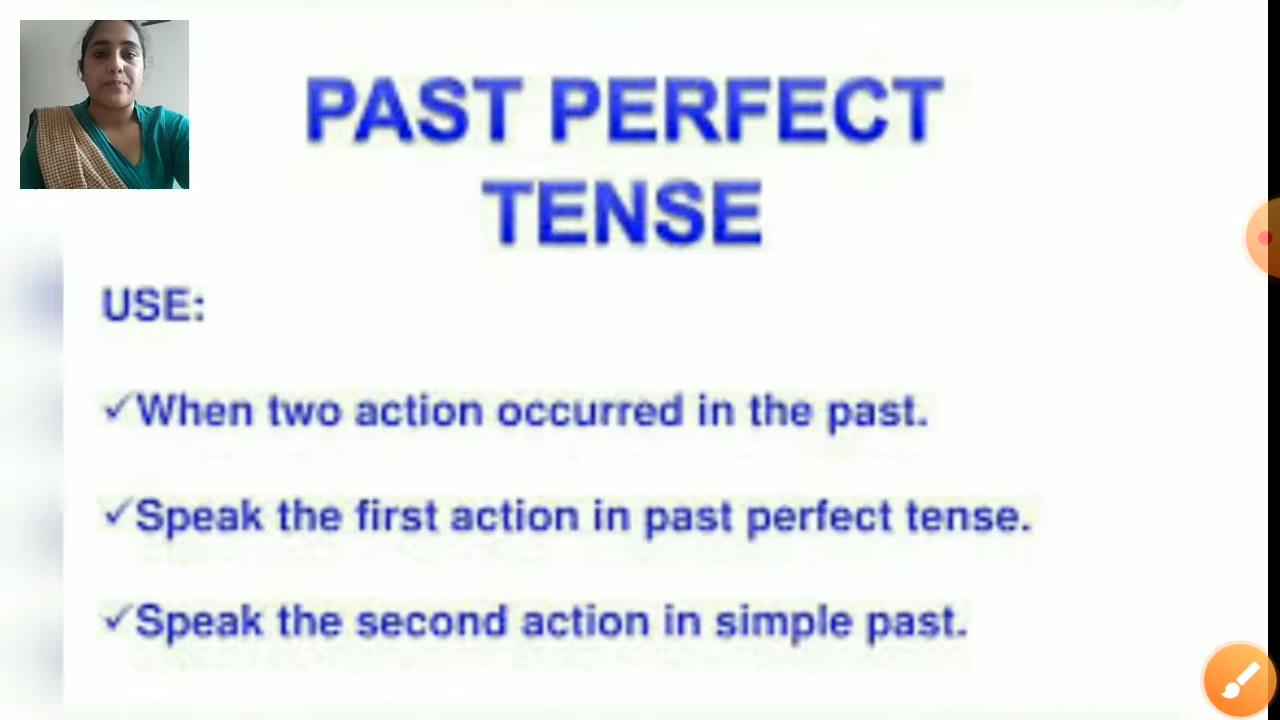 PAST PERFECT
TENSE
USE:
✓When two action occurred in the past.
✓Speak the first action in past perfect tense.
✓Speak the second action in simple past.